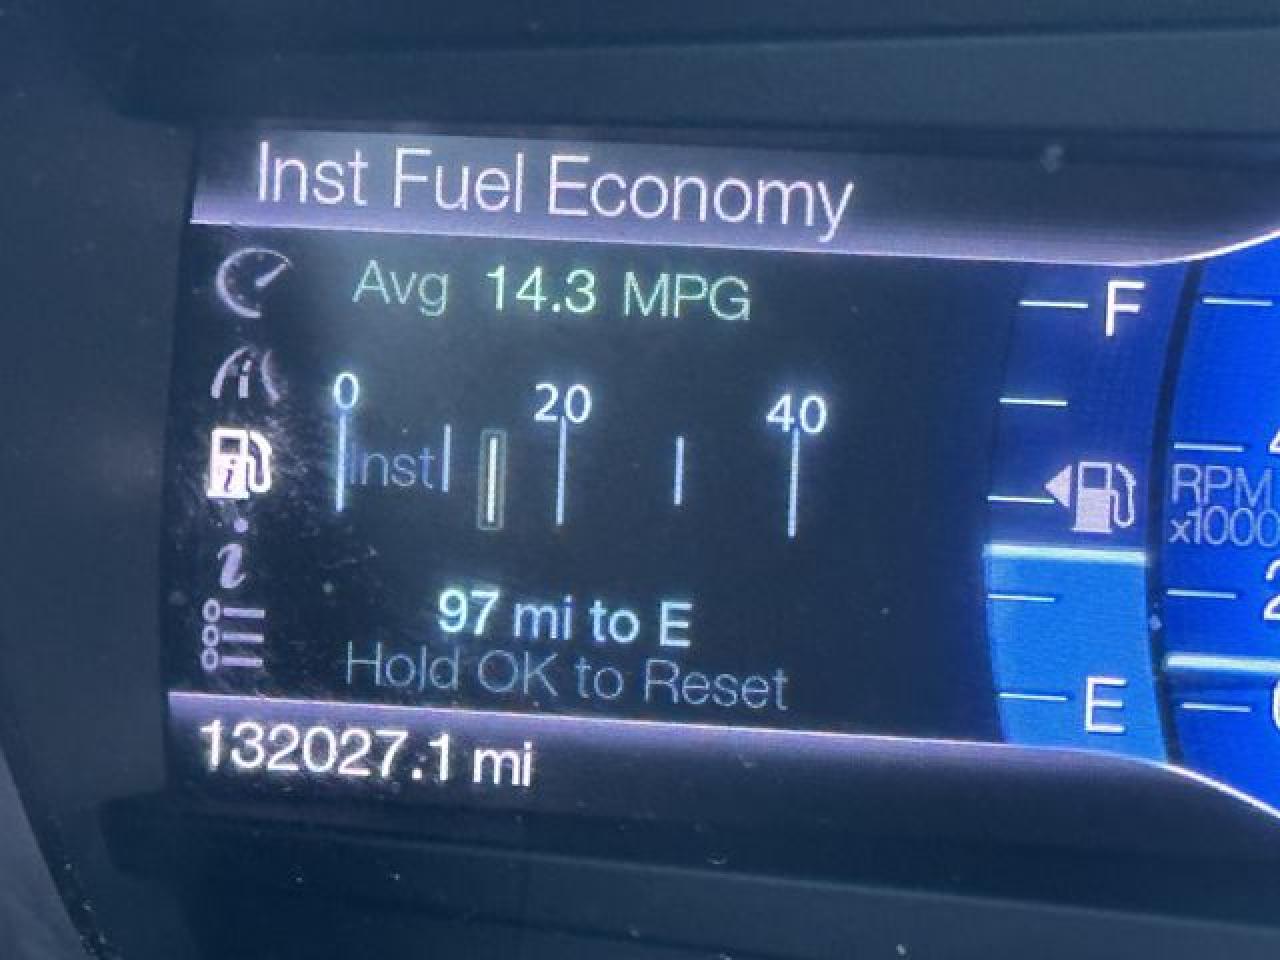 Inst Fuel Economy
Avg 14.3 MPG
0 20 40
Inst
97 mi to E
Hold OK to Reset
132027.1 mi
F
E
RPM
x1000
2